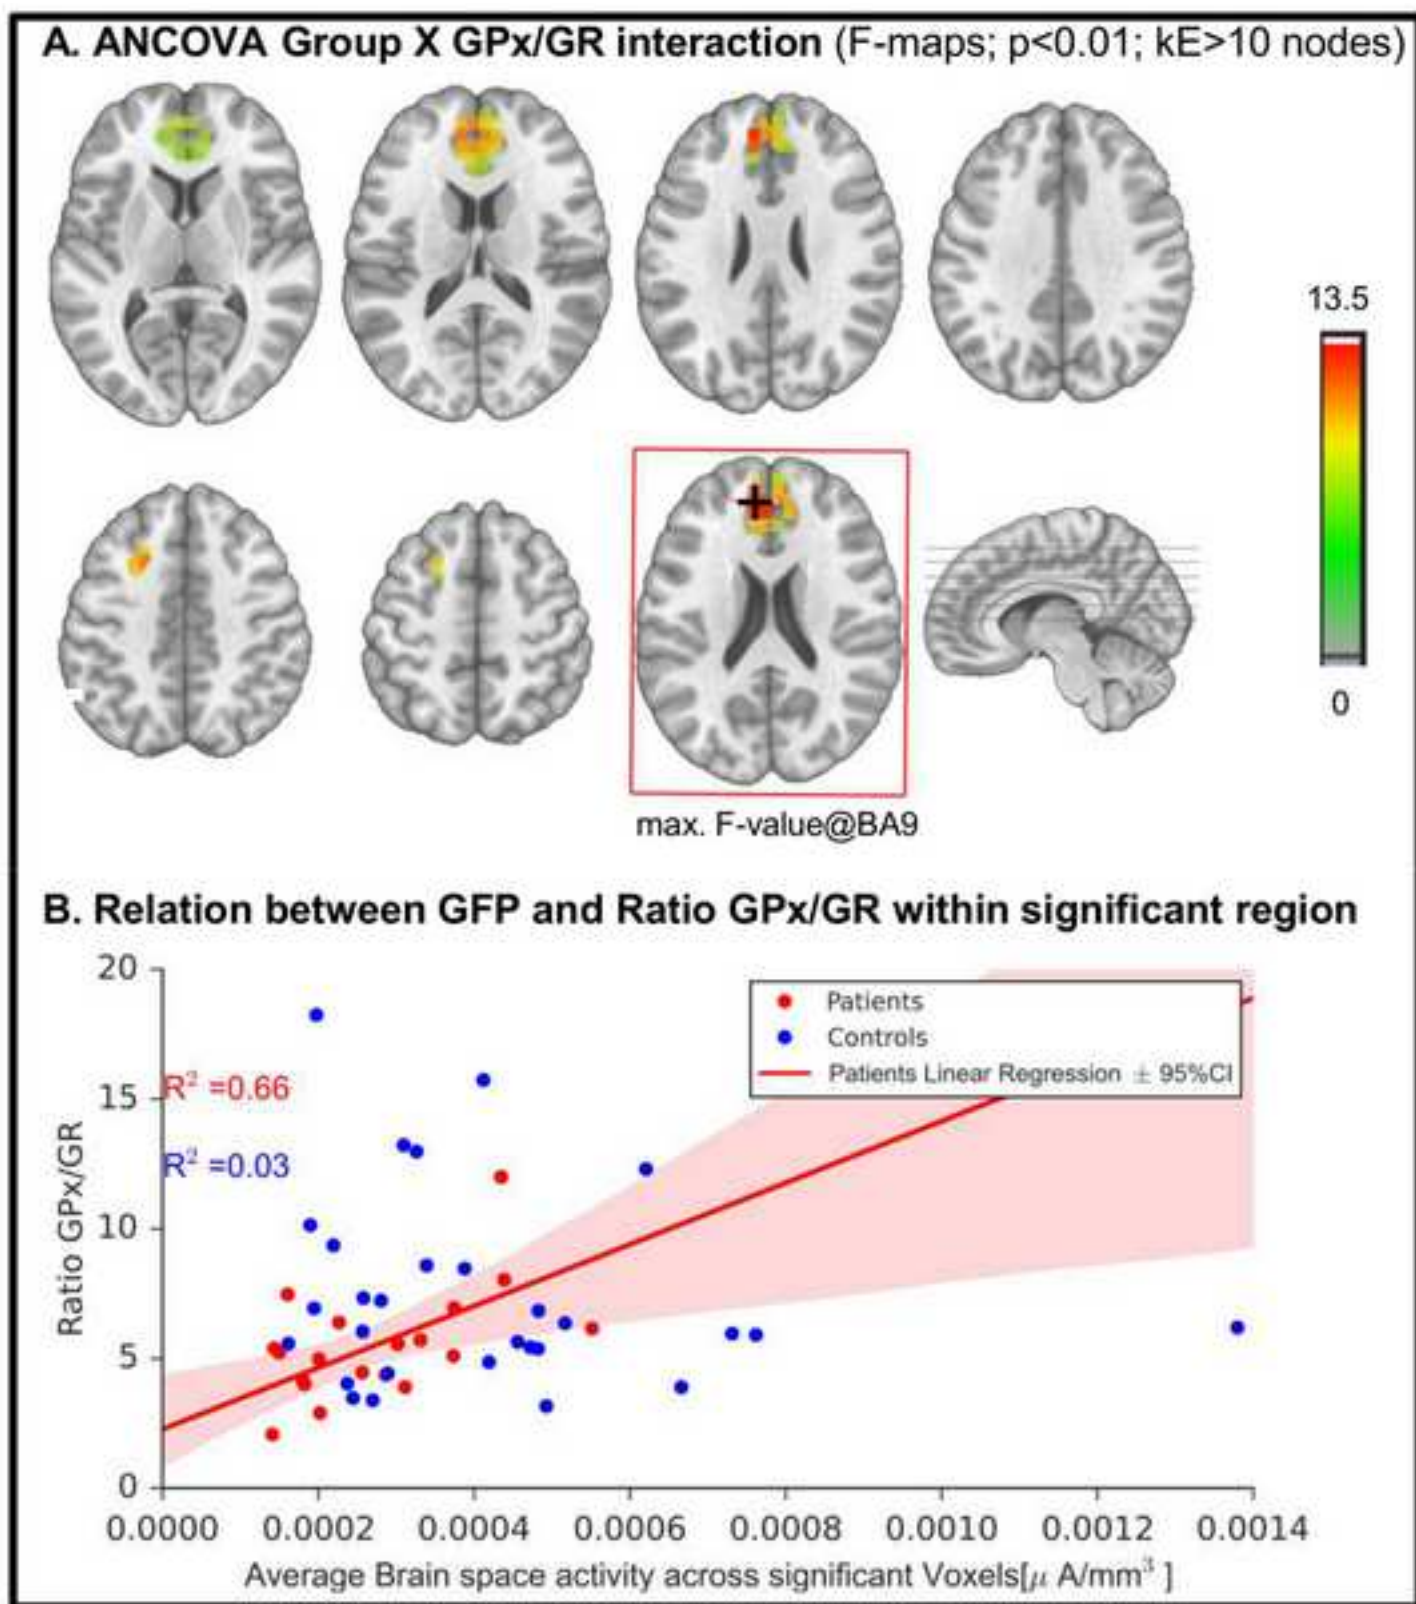 A. ANCOVA Group X GPx/GR interaction (F-maps; p<0.01; kE>10 nodes)
13.5
0
max. F-value@BA9
B. Relation between GFP and Ratio GPx/GR within significant region
20
15
10
5
0
Ratio GPx/GR
R² =0.66
R² =0.03
Patients
Controls
Patients Linear Regression ± 95%CI
0.0000 0.0002 0.0004 0.0006 0.0008 0.0010 0.0012 0.0014
Average Brain space activity across significant Voxels[μ A/mm³ ]